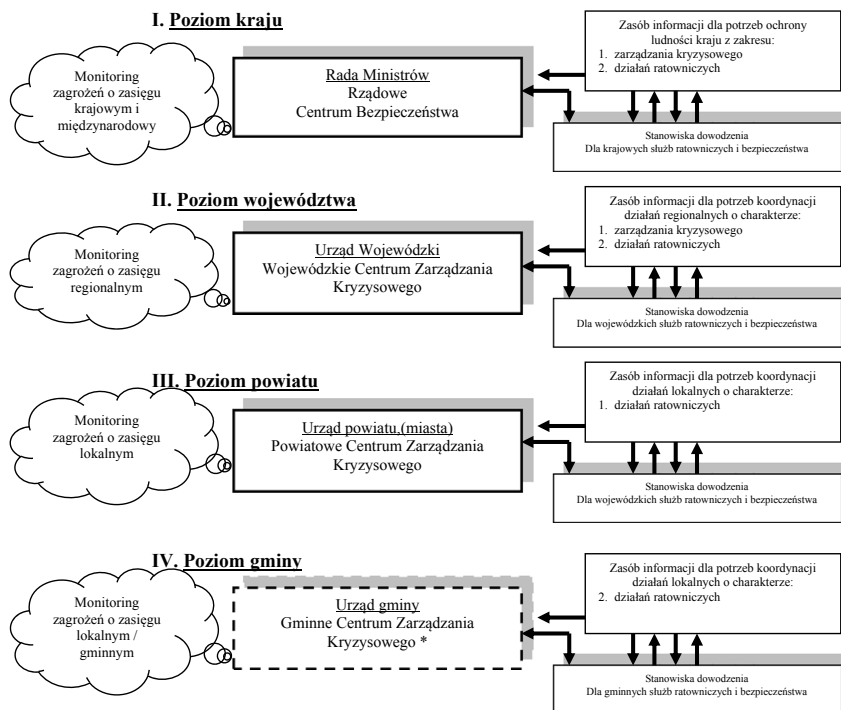 I. Poziom kraju
Monitoring
zagrożeń o zasięgu
krajowym i
międzynarodowy
Rada Ministrów
Rządowe
Centrum Bezpieczeństwa
Zasób informacji dla potrzeb ochrony
ludności kraju z zakresu:
1. zarządzania kryzysowego
2. działań ratowniczych
Stanowiska dowodzenia
Dla krajowych służb ratowniczych i bezpieczeństwa
II. Poziom województwa
Monitoring
zagrożeń o zasięgu
regionalnym
Urząd Wojewódzki
Wojewódzkie Centrum Zarządzania
Kryzysowego
Zasób informacji dla potrzeb koordynacji
działań regionalnych o charakterze:
1. zarządzania kryzysowego
2. działań ratowniczych
Stanowiska dowodzenia
Dla wojewódzkich służb ratowniczych i bezpieczeństwa
III. Poziom powiatu
Monitoring
zagrożeń o zasięgu
lokalnym
Urząd powiatu,(miasta)
Powiatowe Centrum Zarządzania
Kryzysowego
Zasób informacji dla potrzeb koordynacji
działań lokalnych o charakterze:
1. działań ratowniczych
Stanowiska dowodzenia
Dla wojewódzkich służb ratowniczych i bezpieczeństwa
IV. Poziom gminy
Monitoring
zagrożeń o zasięgu
lokalnym /
gminnym
Urząd gminy
Gminne Centrum Zarządzania
Kryzysowego *
Zasób informacji dla potrzeb koordynacji
działań lokalnych o charakterze:
2. działań ratowniczych
Stanowiska dowodzenia
Dla gminnych służb ratowniczych i bezpieczeństwa